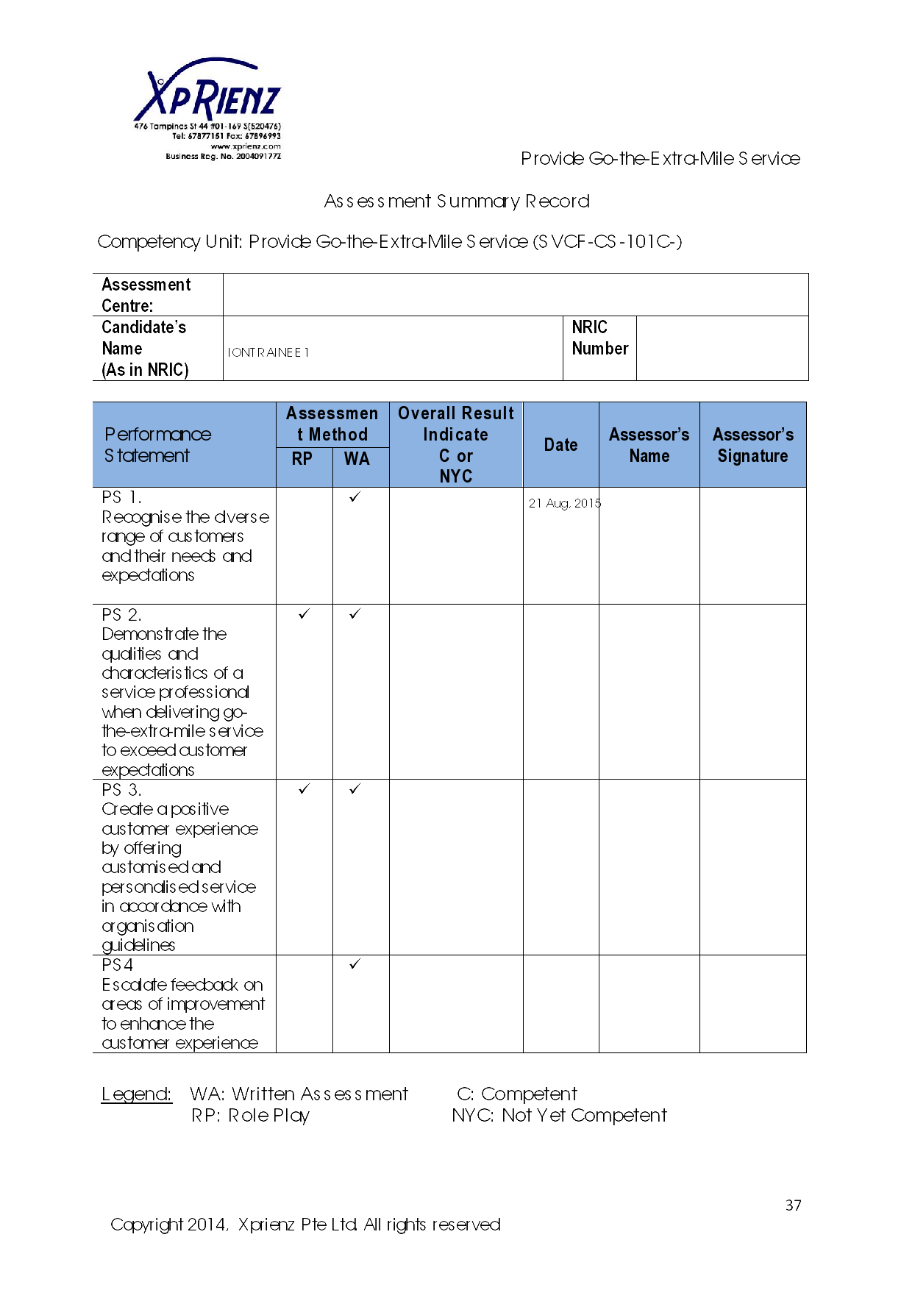 XPRIENZ
476 Tampines St 44 #01-169 S(520476)
Tel: 67877151 Fax: 67896993
www.xprienz.com
Business Reg. No. 200409177Z
Provide Go-the-Extra-Mile Service
Assessment Summary Record
Competency Unit: Provide Go-the-Extra-Mile Service (SVCF-CS-101C-)
Assessment
Centre:
Candidate's
Name
(As in NRIC)
IONTRAINEE1
NRIC
Number
Performance
Statement
Assessmen
t Method
RP WA
Overall Result
Indicate
C or
NYC
Date
Assessor's
Name
Assessor's
Signature
PS 1.
Recognise the diverse
range of customers
and their needs and
expectations
✓
21 Aug, 2015
PS 2.
Demonstrate the
qualities and
characteristics of a
service professional
when delivering go-
the-extra-mile service
to exceed customer
expectations
✓ ✓
PS 3.
Create a positive
customer experience
by offering
customised and
personalised service
in accordance with
organisation
guidelines
✓ ✓
PS4
Escalate feedback on
areas of improvement
to enhance the
customer experience
✓
Legend: WA: Written Assessment C: Competent
RP: Role Play NYC: Not Yet Competent
37
Copyright 2014, Xprienz Pte Ltd. All rights reserved